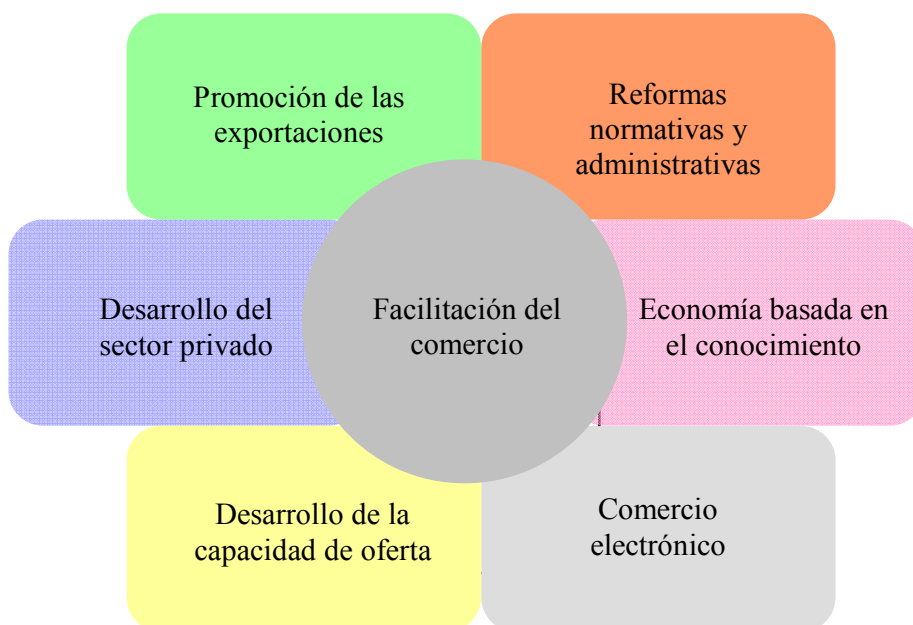 Promoción de las
exportaciones
Reformas
normativas y
administrativas
Desarrollo del
sector privado
Facilitación del
comercio
Economía basada en
el conocimiento
Desarrollo de la
capacidad de oferta
Comercio
electrónico